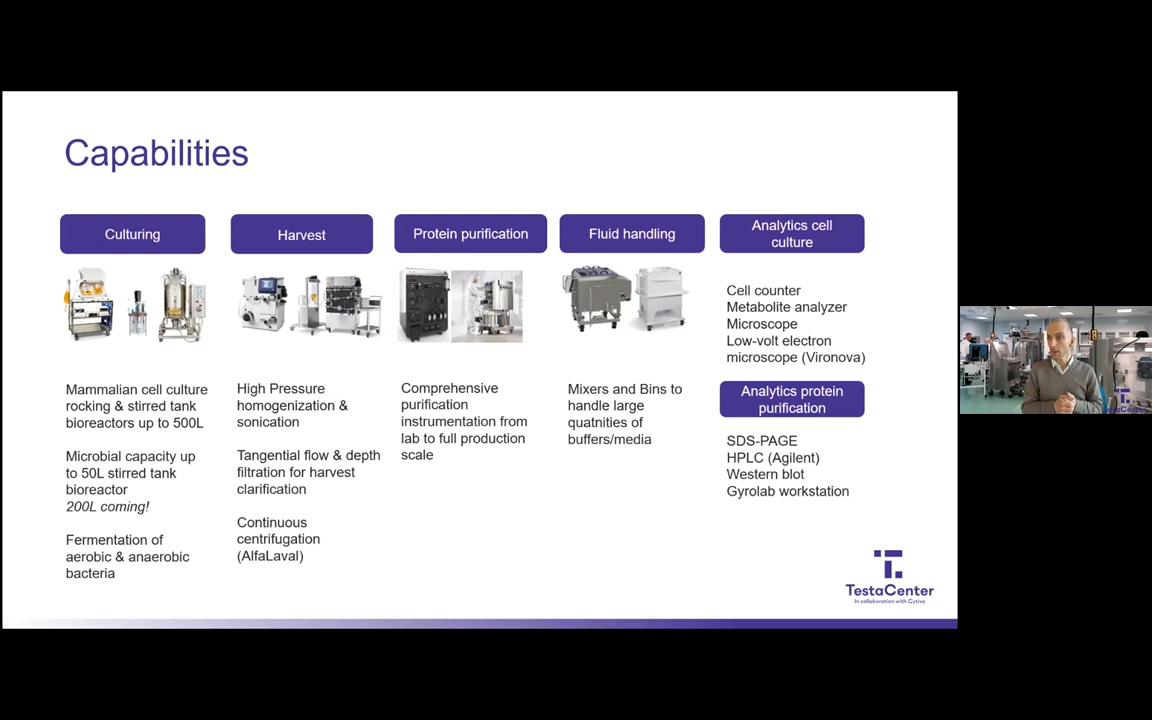 Capabilities
Culturing
Mammalian cell culture
rocking & stirred tank
bioreactors up to 500L
Microbial capacity up
to 50L stirred tank
bioreactor
200L coming!
Fermentation of
aerobic & anaerobic
bacteria
Harvest
High Pressure
homogenization &
sonication
Tangential flow & depth
filtration for harvest
clarification
Continuous
centrifugation
(AlfaLaval)
Protein purification
Comprehensive
purification
instrumentation from
lab to full production
scale
Fluid handling
Mixers and Bins to
handle large
quatnities of
buffers/media
Analytics cell
culture
Cell counter
Metabolite analyzer
Microscope
Low-volt electron
microscope (Vironova)
Analytics protein
purification
SDS-PAGE
HPLC (Agilent)
Western blot
Gyrolab workstation
TestaCenter
In collaboration with Cytiva
TestaCenter